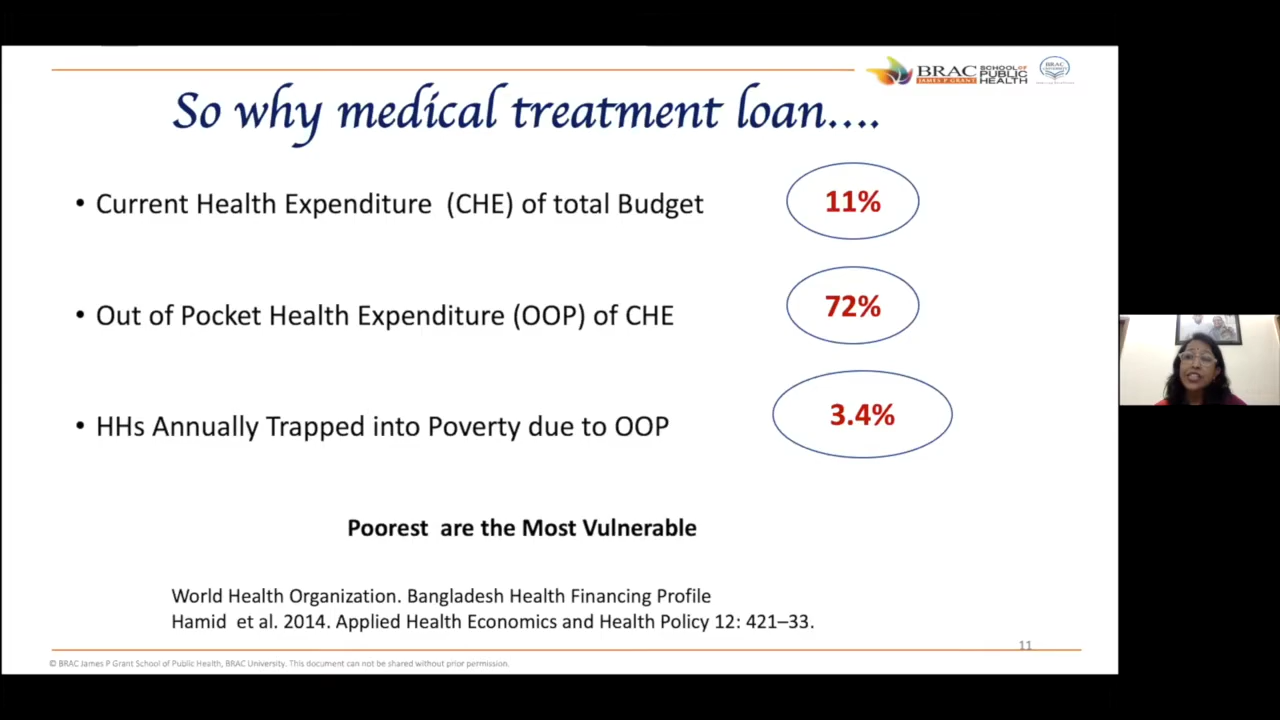 BRAC SCHOOL OF PUBLIC HEALTH
JAMES P GRANT
BRAC
So why medical treatment loan....
• Current Health Expenditure (CHE) of total Budget
11%
• Out of Pocket Health Expenditure (OOP) of CHE
72%
• HHs Annually Trapped into Poverty due to OOP
3.4%
Poorest are the Most Vulnerable
World Health Organization. Bangladesh Health Financing Profile
Hamid et al. 2014. Applied Health Economics and Health Policy 12: 421–33.
11
© BRAC James P Grant School of Public Health, BRAC University. This document can not be shared without prior permission.